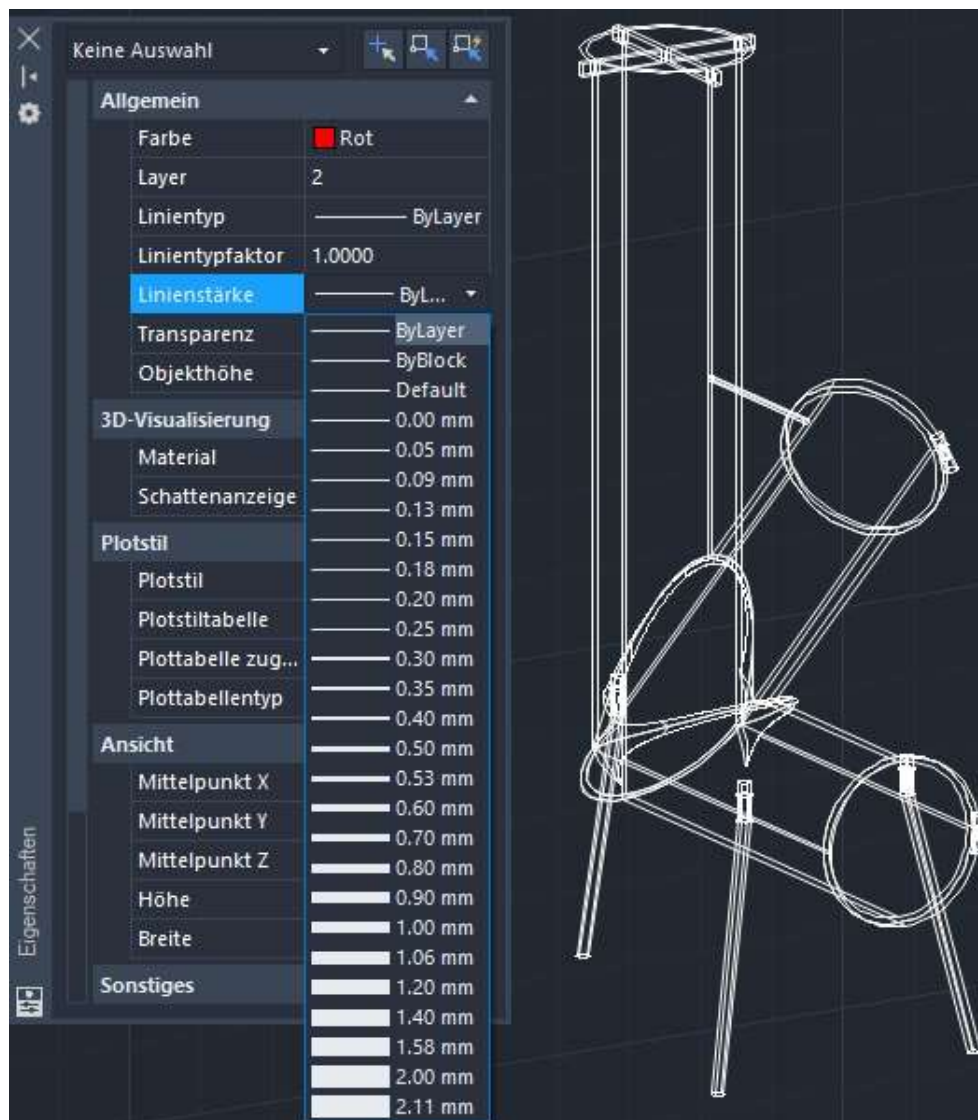 Keine Auswahl
Allgemein
Farbe Rot
Layer 2
Linientyp ByLayer
Linientypfaktor 1.0000
Linienstärke ByL...
Transparenz
Objekthöhe
3D-Visualisierung
Material
Schattenanzeige
Plotstil
Plotstil
Plotstiltabelle
Plottabelle zug...
Plottabellentyp
Ansicht
Mittelpunkt X
Mittelpunkt Y
Mittelpunkt Z
Höhe
Breite
Sonstiges
ByLayer
ByBlock
Default
0.00 mm
0.05 mm
0.09 mm
0.13 mm
0.15 mm
0.18 mm
0.20 mm
0.25 mm
0.30 mm
0.35 mm
0.40 mm
0.50 mm
0.53 mm
0.60 mm
0.70 mm
0.80 mm
0.90 mm
1.00 mm
1.06 mm
1.20 mm
1.40 mm
1.58 mm
2.00 mm
2.11 mm
Eigenschaften